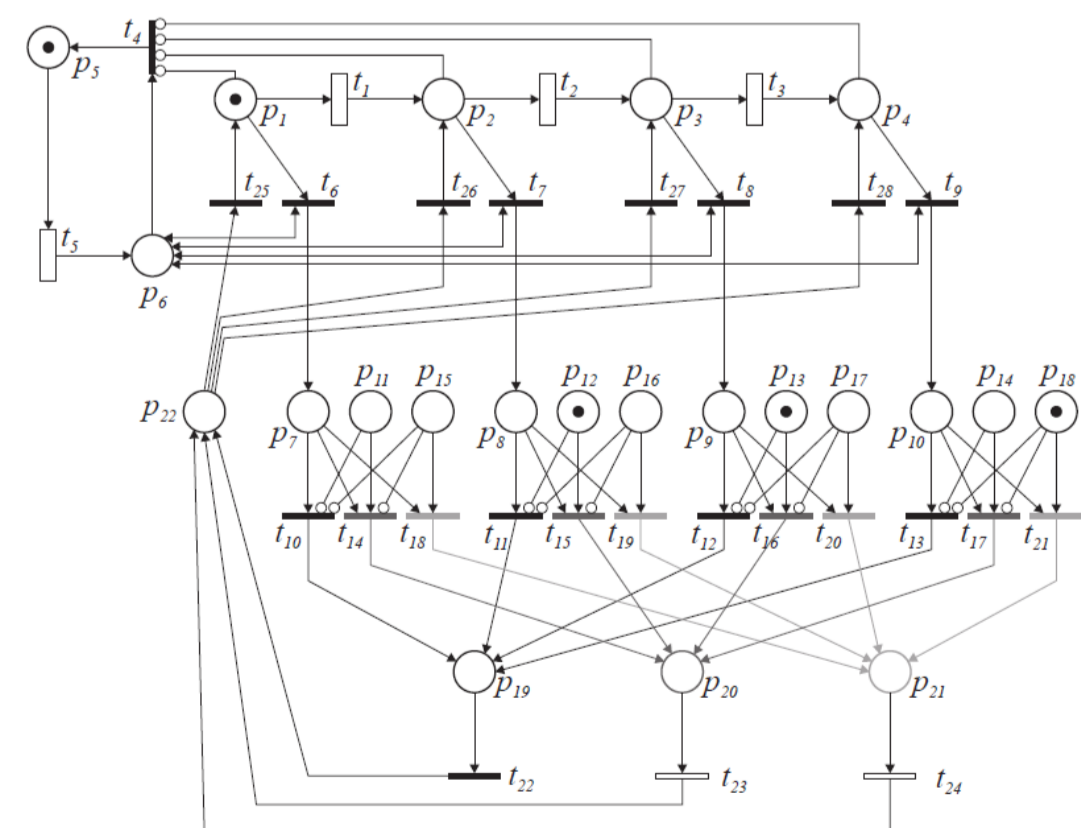 t4
p5
t1 t2 t3
p1 p2 p3 p4
t25 t6 t26 t7 t27 t8 t28 t9
t5
p6
p11 p15 p12 p16 p13 p17 p14 p18
p22 p7 p8 p9 p10
t10 t14 t18 t11 t15 t19 t12 t16 t20 t13 t17 t21
p19 p20 p21
t22 t23 t24